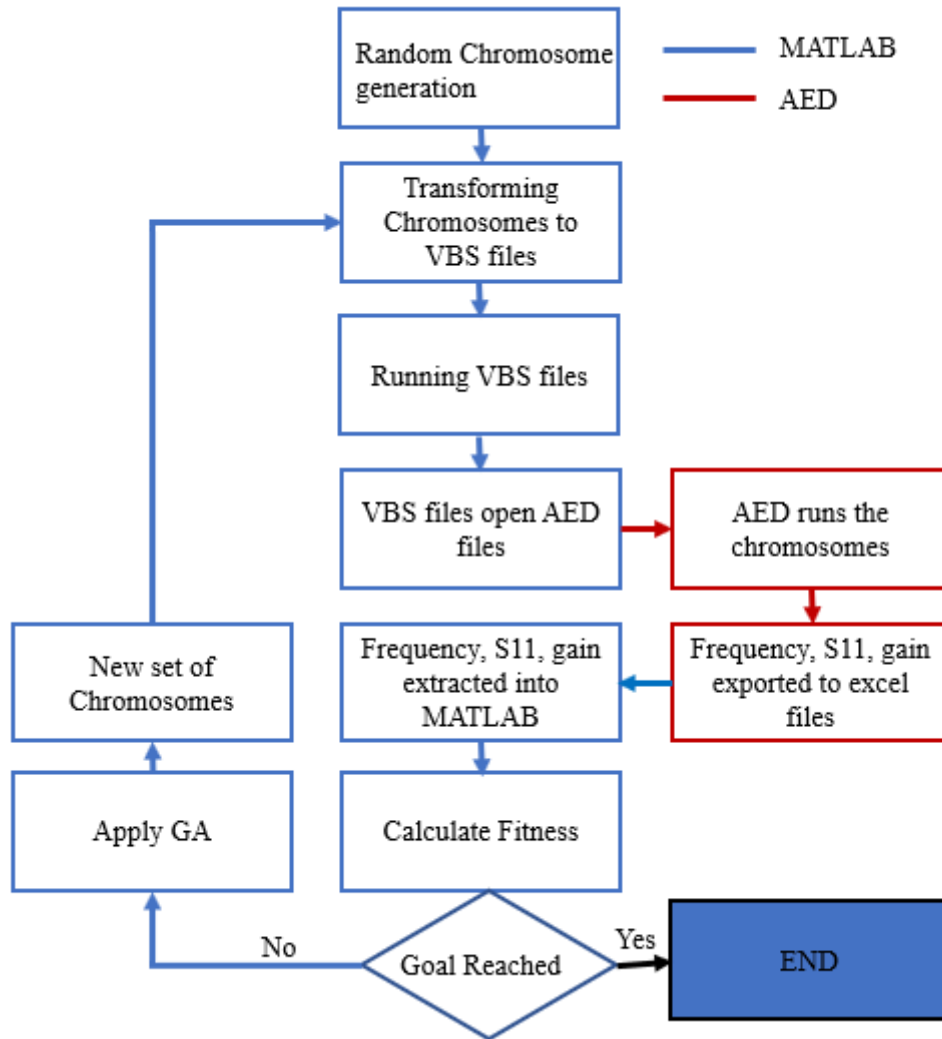 Random Chromosome
generation
MATLAB
AED
Transforming
Chromosomes to
VBS files
Running VBS files
VBS files open AED
files
AED runs the
chromosomes
New set of
Chromosomes
Frequency, S11, gain
extracted into
MATLAB
Frequency, S11, gain
exported to excel
files
Apply GA
Calculate Fitness
No
Goal Reached
Yes
END